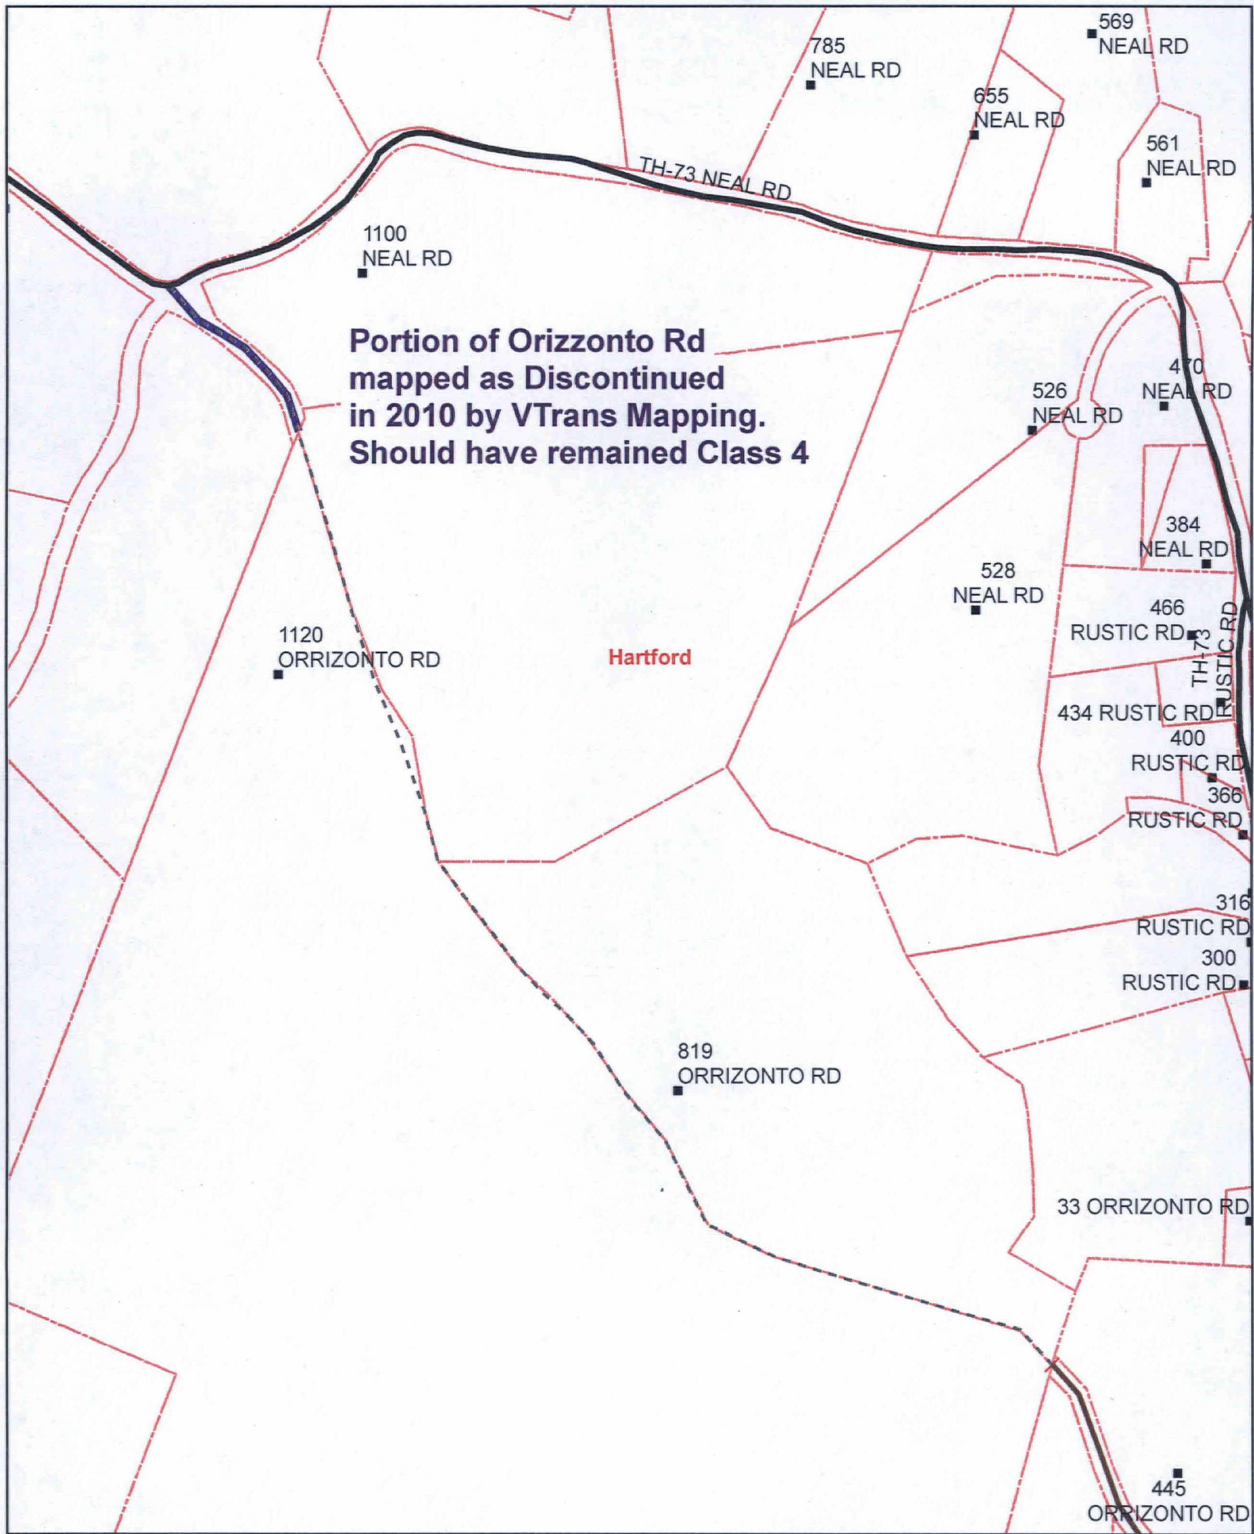 569
NEAL RD
785
NEAL RD
655
NEAL RD
561
NEAL RD
TH-73 NEAL RD
1100
NEAL RD
Portion of Orizzonto Rd
mapped as Discontinued
in 2010 by VTrans Mapping.
Should have remained Class 4
470
NEAL RD
526
NEAL RD
384
NEAL RD
528
NEAL RD
466
RUSTIC RD
TH-73
RUSTIC RD
1120
ORRIZONTO RD
Hartford
434 RUSTIC RD
400
RUSTIC RD
366
RUSTIC RD
316
RUSTIC RD
300
RUSTIC RD
819
ORRIZONTO RD
33 ORRIZONTO RD
445
ORRIZONTO RD